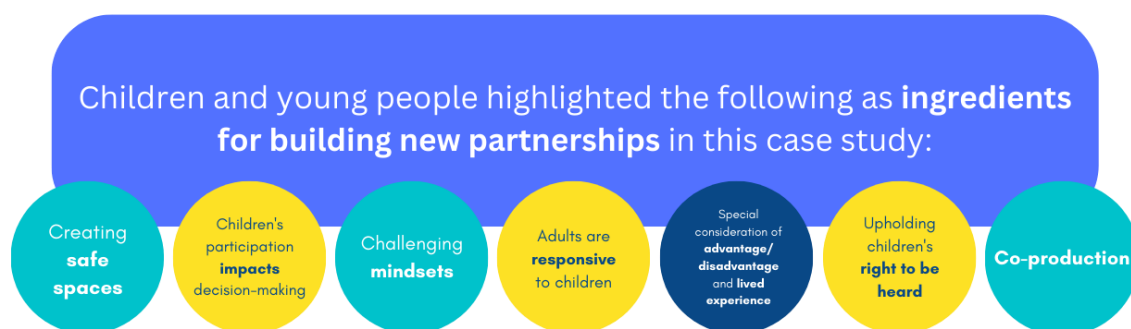 Children and young people highlighted the following as ingredients
for building new partnerships in this case study:
Creating
safe
spaces
Children's
participation
impacts
decision-making
Challenging
mindsets
Adults are
responsive
to children
Special
consideration of
advantage/
disadvantage
and lived
experience
Upholding
children's
right to be
heard
Co-production